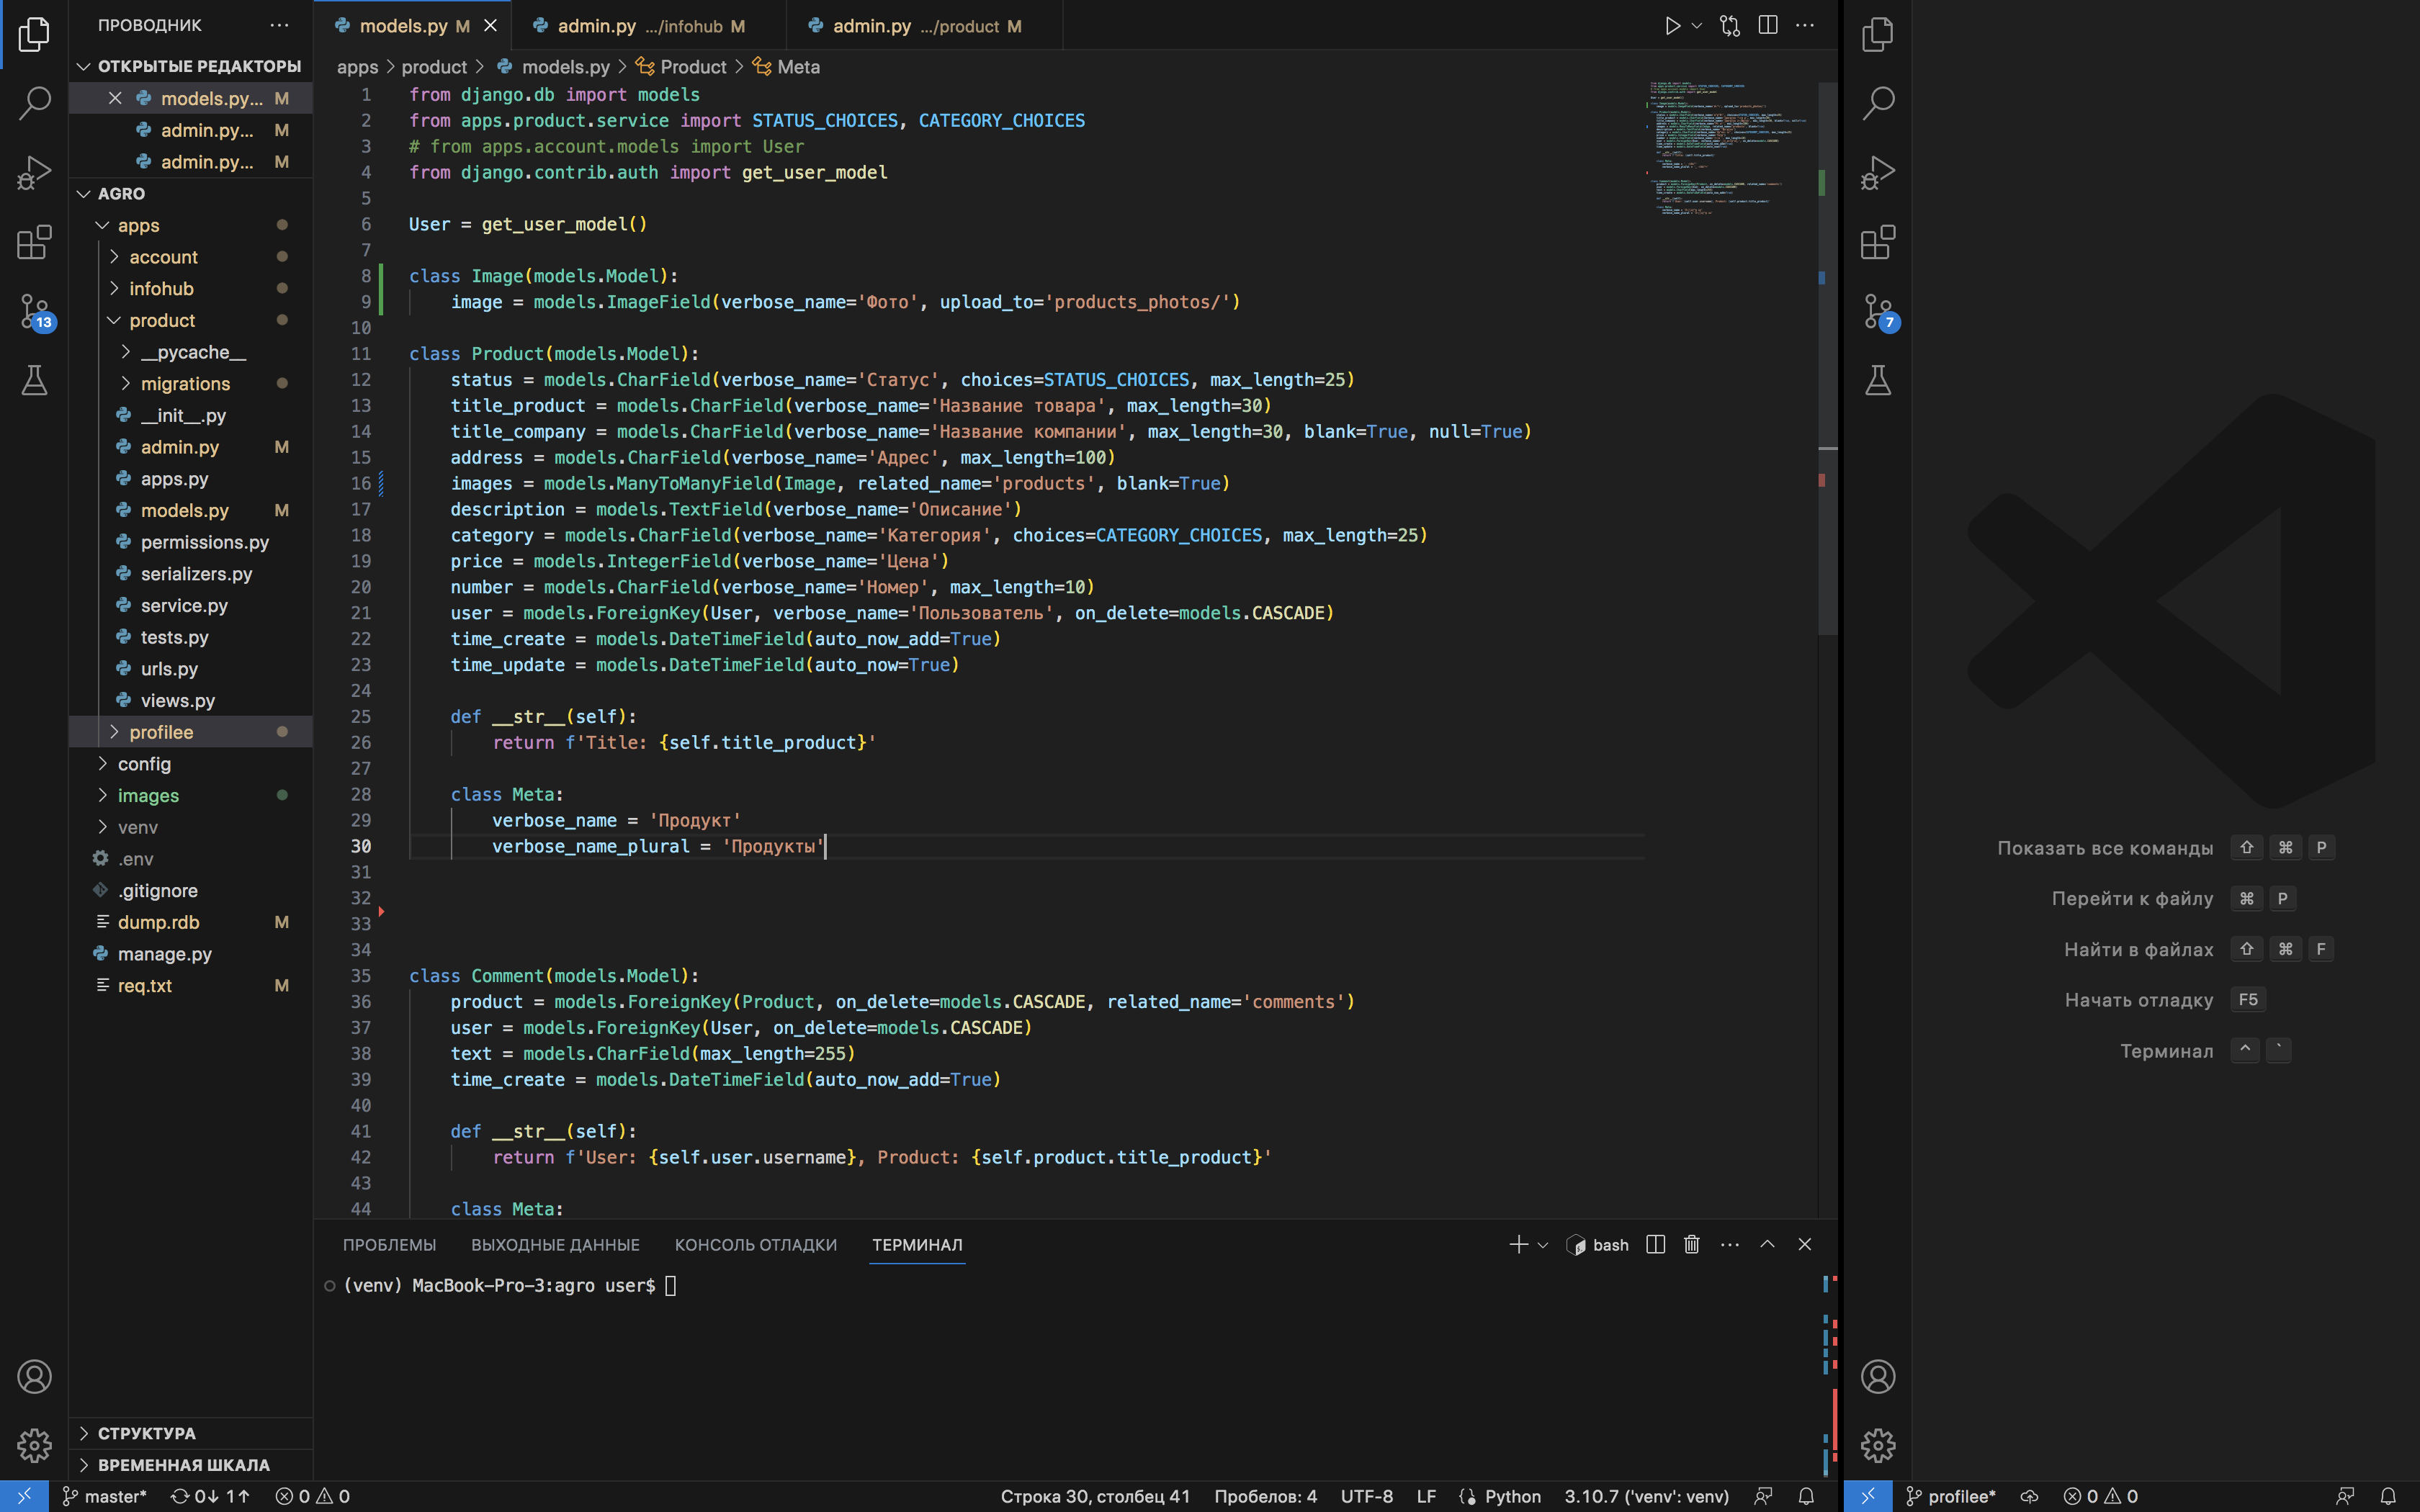 ПРОВОДНИК
ОТКРЫТЫЕ РЕДАКТОРЫ
models.py... M
admin.py... M
admin.py... M
AGRO
apps
account
infohub
product
__pycache__
migrations
__init__.py
admin.py M
apps.py
models.py M
permissions.py
serializers.py
service.py
tests.py
urls.py
views.py
profilee
config
images
venv
.env
.gitignore
dump.rdb M
manage.py
req.txt M
СТРУКТУРА
ВРЕМЕННАЯ ШКАЛА
13
models.py M
admin.py .../infohub M
admin.py .../product M
apps > product > models.py > Product > Meta
1 from django.db import models
2 from apps.product.service import STATUS_CHOICES, CATEGORY_CHOICES
3 # from apps.account.models import User
4 from django.contrib.auth import get_user_model
5
6 User = get_user_model()
7
8 class Image(models.Model):
9 image = models.ImageField(verbose_name='Фото', upload_to='products_photos/')
10
11 class Product(models.Model):
12 status = models.CharField(verbose_name='Статус', choices=STATUS_CHOICES, max_length=25)
13 title_product = models.CharField(verbose_name='Название товара', max_length=30)
14 title_company = models.CharField(verbose_name='Название компании', max_length=30, blank=True, null=True)
15 address = models.CharField(verbose_name='Адрес', max_length=100)
16 images = models.ManyToManyField(Image, related_name='products', blank=True)
17 description = models.TextField(verbose_name='Описание')
18 category = models.CharField(verbose_name='Категория', choices=CATEGORY_CHOICES, max_length=25)
19 price = models.IntegerField(verbose_name='Цена')
20 number = models.CharField(verbose_name='Номер', max_length=10)
21 user = models.ForeignKey(User, verbose_name='Пользователь', on_delete=models.CASCADE)
22 time_create = models.DateTimeField(auto_now_add=True)
23 time_update = models.DateTimeField(auto_now=True)
24
25 def __str__(self):
26 return f'Title: {self.title_product}'
27
28 class Meta:
29 verbose_name = 'Продукт'
30 verbose_name_plural = 'Продукты'
31
32
33
34
35 class Comment(models.Model):
36 product = models.ForeignKey(Product, on_delete=models.CASCADE, related_name='comments')
37 user = models.ForeignKey(User, on_delete=models.CASCADE)
38 text = models.CharField(max_length=255)
39 time_create = models.DateTimeField(auto_now_add=True)
40
41 def __str__(self):
42 return f'User: {self.user.username}, Product: {self.product.title_product}'
43
44 class Meta:
ПРОБЛЕМЫ ВЫХОДНЫЕ ДАННЫЕ КОНСОЛЬ ОТЛАДКИ ТЕРМИНАЛ
bash
(venv) MacBook-Pro-3:agro user$
master* 0↓ 1↑ 0 0
Строка 30, столбец 41 Пробелов: 4 UTF-8 LF Python 3.10.7 ('venv': venv)
7
Показать все команды ⇧ ⌘ P
Перейти к файлу ⌘ P
Найти в файлах ⇧ ⌘ F
Начать отладку F5
Терминал ^ `
profilee* 0 0